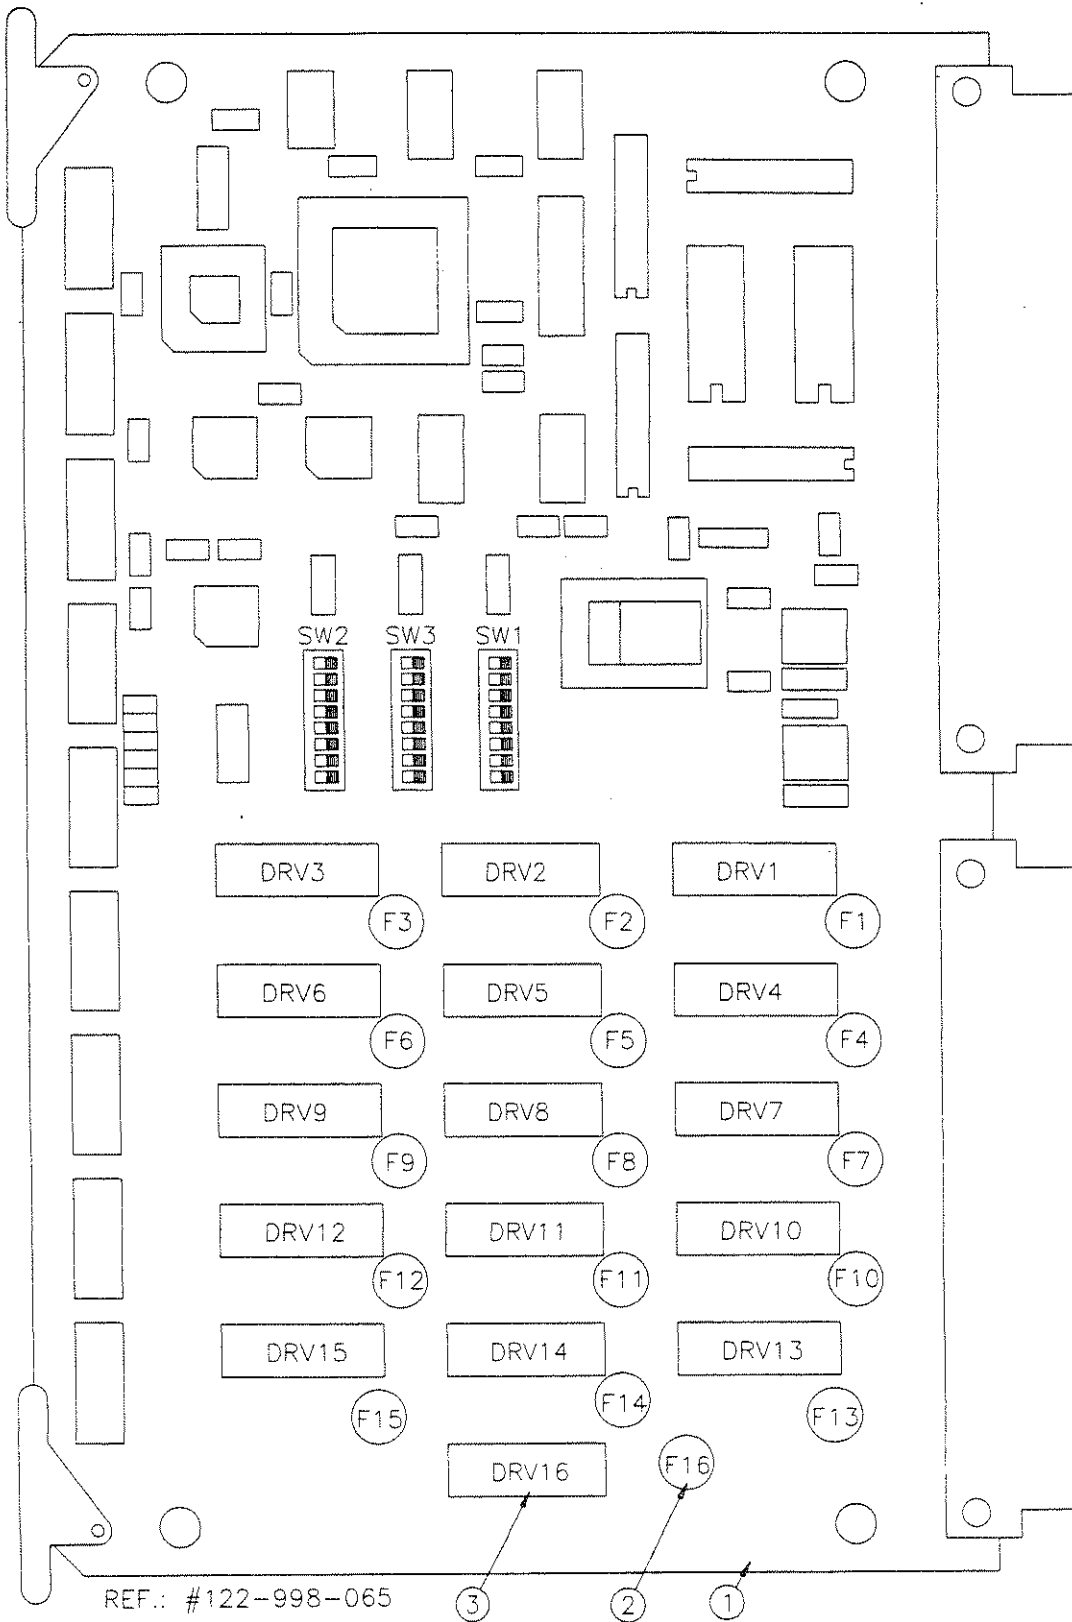 SW2 SW3 SW1
DRV3 DRV2 DRV1
F3 F2 F1
DRV6 DRV5 DRV4
F6 F5 F4
DRV9 DRV8 DRV7
F9 F8 F7
DRV12 DRV11 DRV10
F12 F11 F10
DRV15 DRV14 DRV13
F15 F14 F13
DRV16 F16
REF.: #122-998-065 3 2 1